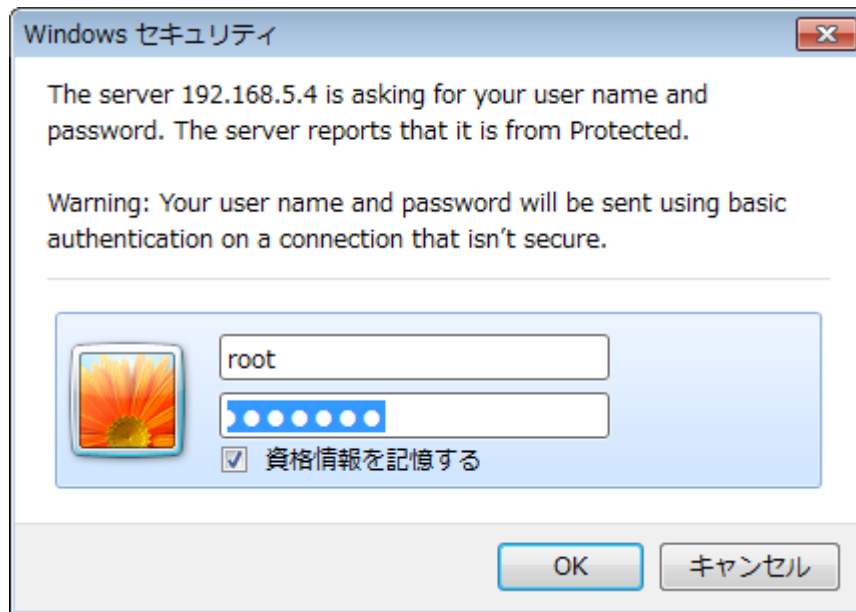 Windows セキュリティ
The server 192.168.5.4 is asking for your user name and
password. The server reports that it is from Protected.
Warning: Your user name and password will be sent using basic
authentication on a connection that isn't secure.
root
●●●●●●●
資格情報を記憶する
OK キャンセル